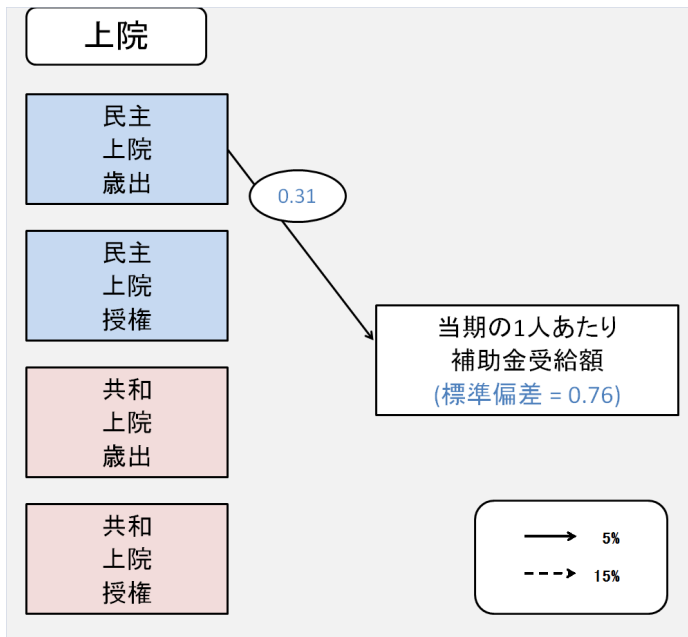 上院
民主
上院
歳出
0.31
民主
上院
授権
当期の1人あたり
補助金受給額
(標準偏差 = 0.76)
共和
上院
歳出
共和
上院
授権
5%
15%